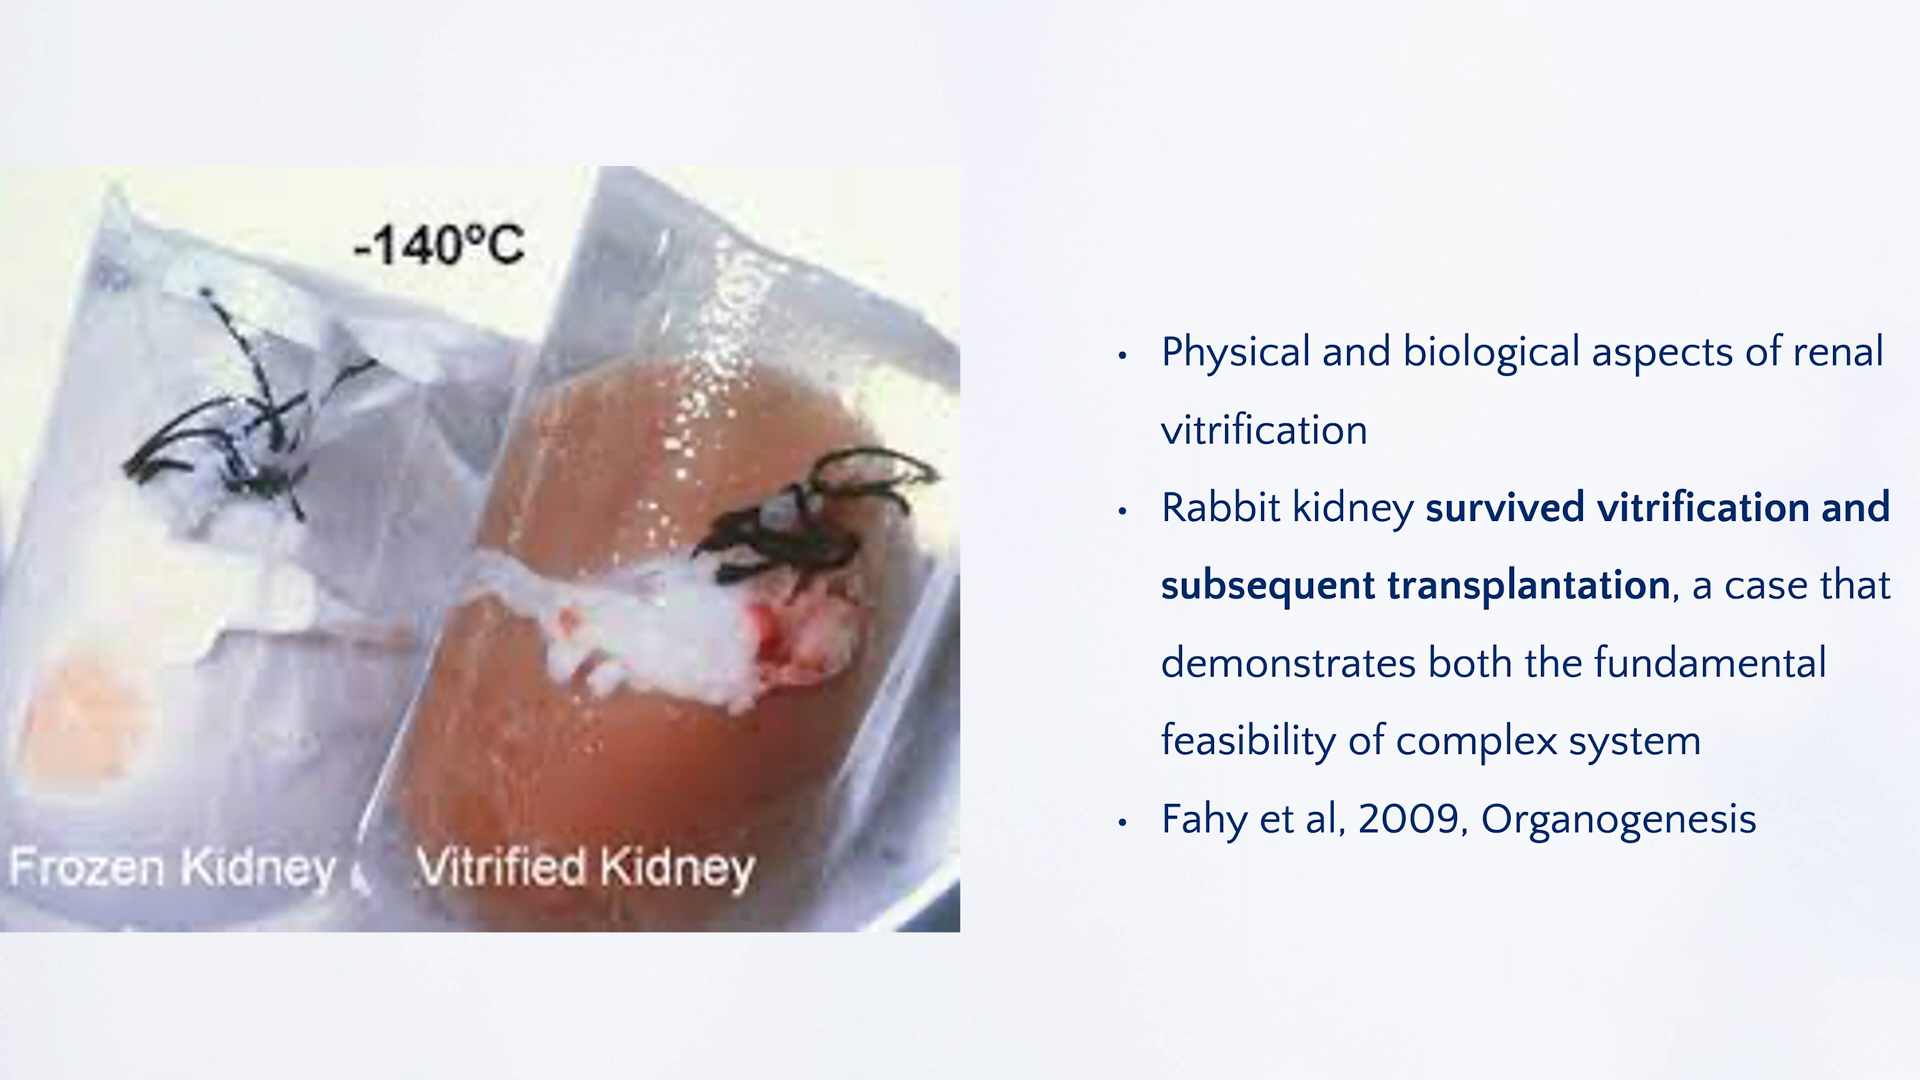 -140ºC
Frozen Kidney
Vitrified Kidney
• Physical and biological aspects of renal
vitrification
• Rabbit kidney survived vitrification and
subsequent transplantation, a case that
demonstrates both the fundamental
feasibility of complex system
• Fahy et al, 2009, Organogenesis